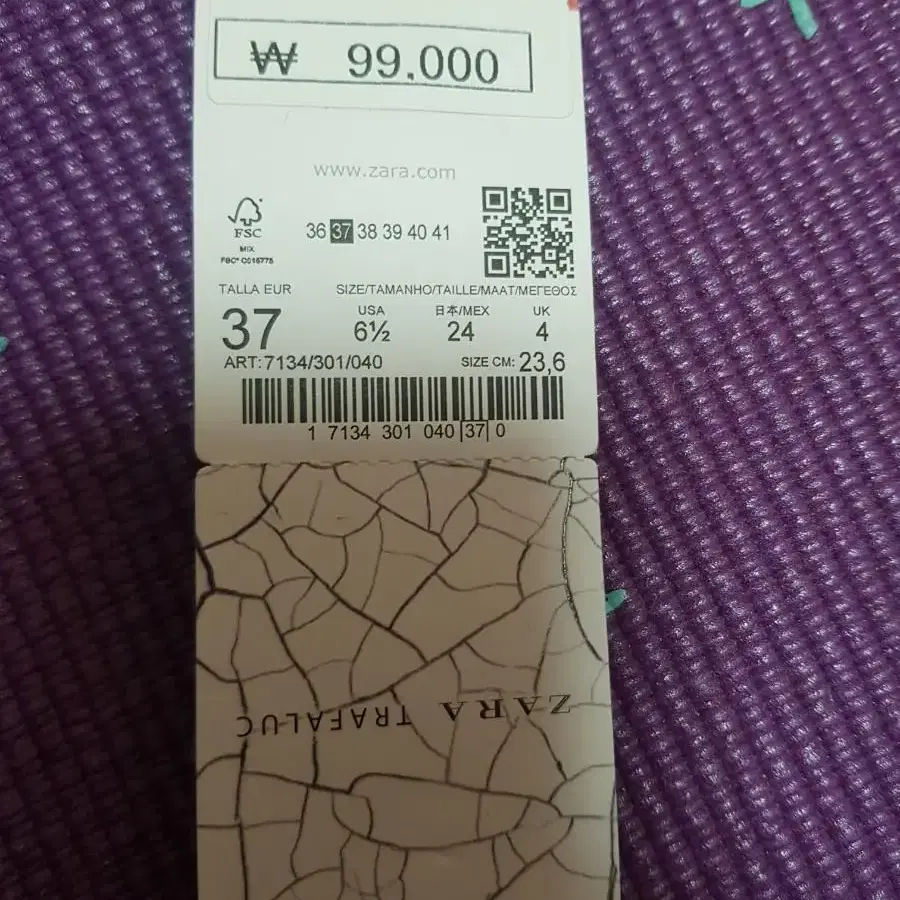 ₩ 99.000
www.zara.com
FSC
MIX
36 37 38 39 40 41
TALLA EUR SIZE/TAMANHO/TAILLE/MAAT/ΜΕΓΕΘΟΣ
37
USA 日本/MEX UK
6½ 24 4
ART:7134/301/040 SIZE CM: 23,6
1 7134 301 040 37 0
ZARA TRAFALUC